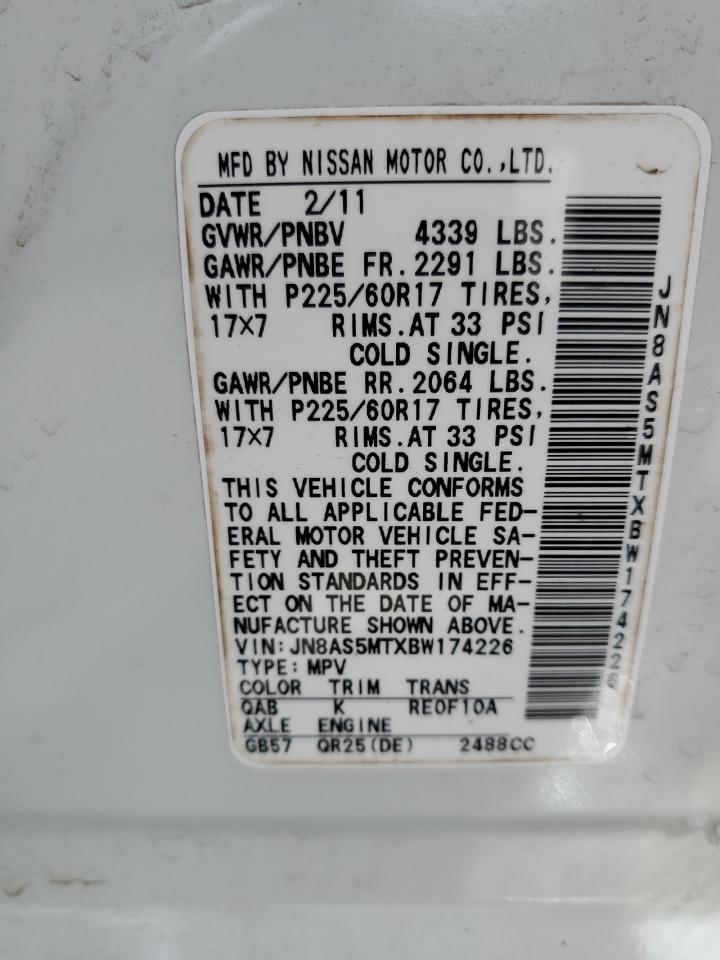 MFD BY NISSAN MOTOR CO.,LTD.
DATE 2/11
GVWR/PNBV 4339 LBS.
GAWR/PNBE FR.2291 LBS.
WITH P225/60R17 TIRES,
17×7 RIMS.AT 33 PSI
COLD SINGLE.
GAWR/PNBE RR.2064 LBS.
WITH P225/60R17 TIRES,
17×7 RIMS.AT 33 PSI
COLD SINGLE.
THIS VEHICLE CONFORMS
TO ALL APPLICABLE FED-
ERAL MOTOR VEHICLE SA-
FETY AND THEFT PREVEN-
TION STANDARDS IN EFF-
ECT ON THE DATE OF MA-
NUFACTURE SHOWN ABOVE.
VIN:JN8AS5MTXBW174226
TYPE:MPV
COLOR TRIM TRANS
QAB K RE0F10A
AXLE ENGINE
GB57 QR25(DE) 2488CC
JN8AS5MTXBW174226